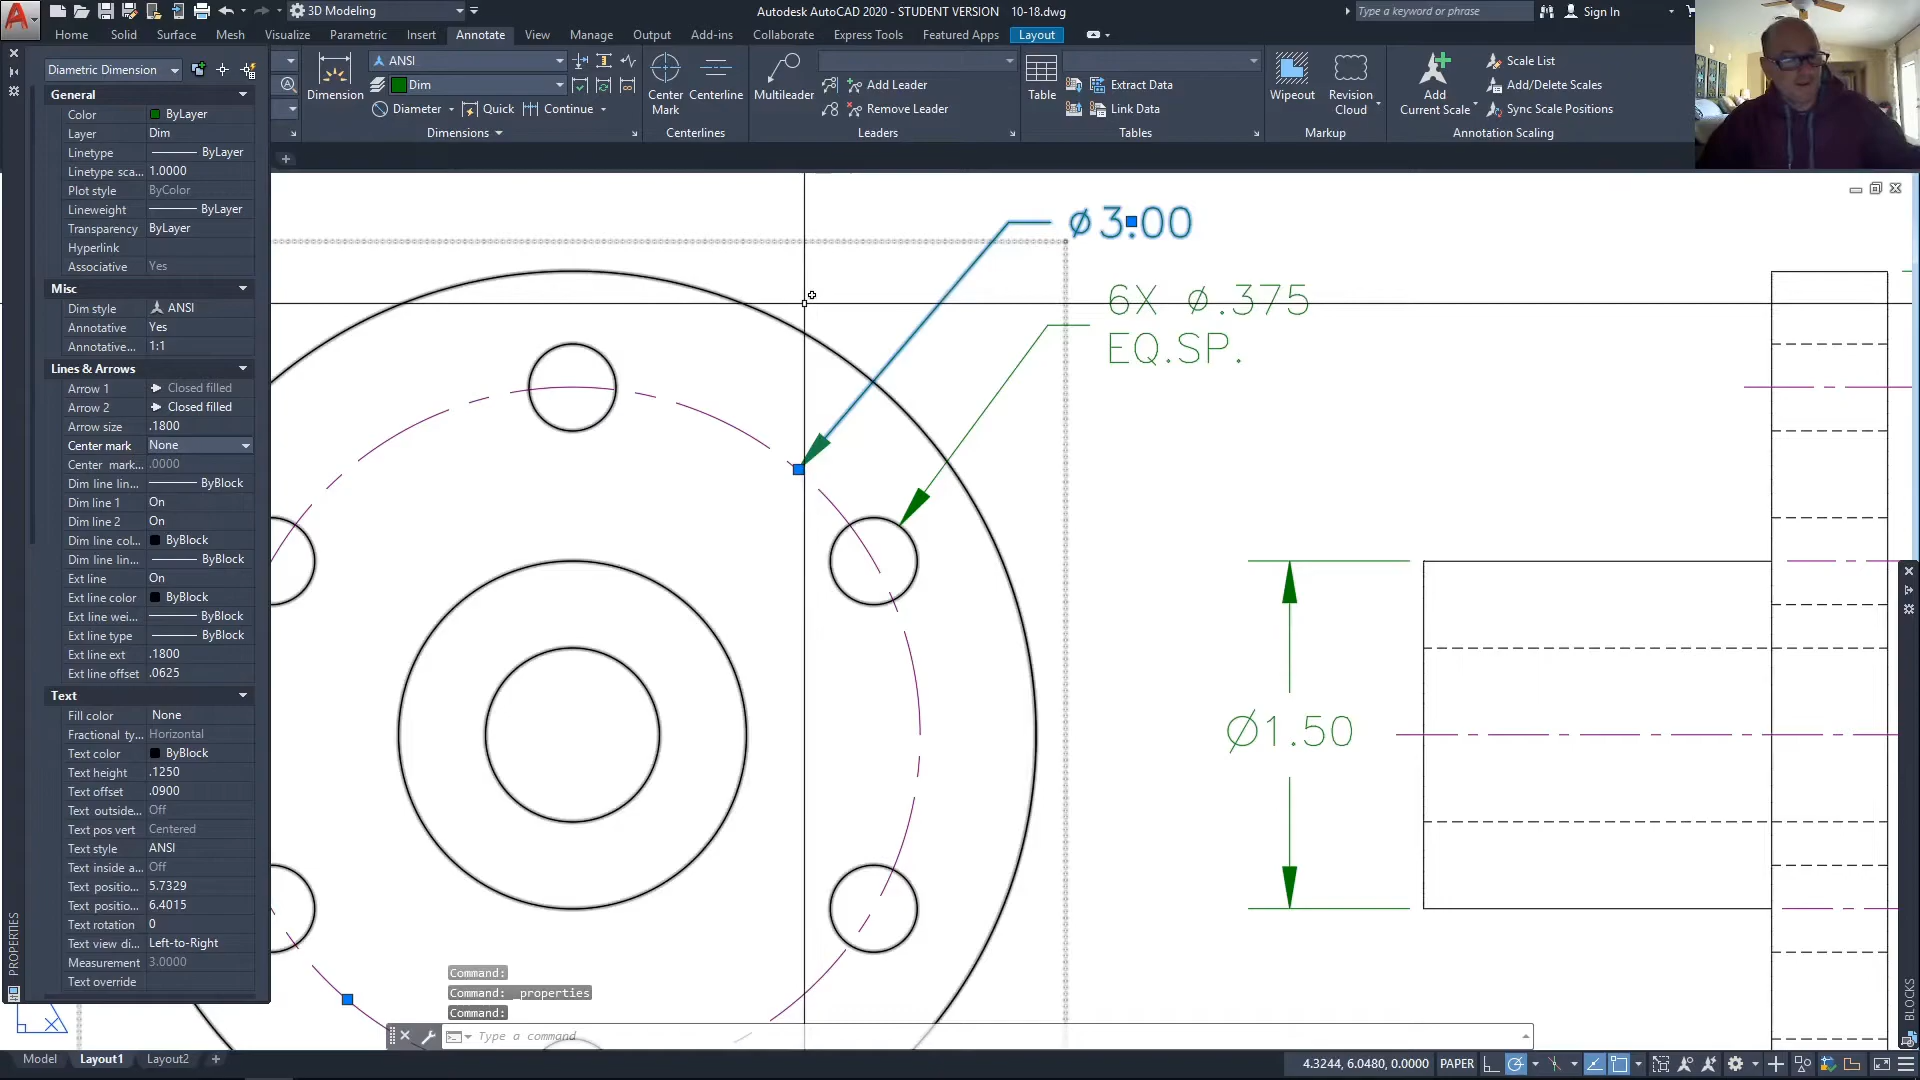 3D Modeling
Autodesk AutoCAD 2020 - STUDENT VERSION 10-18.dwg
Type a keyword or phrase
Sign In
Home Solid Surface Mesh Visualize Parametric Insert Annotate View Manage Output Add-ins Collaborate Express Tools Featured Apps Layout
Diametric Dimension
Dimension
ANSI
Dim
Diameter Quick Continue
Dimensions
Center Mark
Centerline
Centerlines
Multileader
Add Leader
Remove Leader
Leaders
Table
Extract Data
Link Data
Tables
Wipeout
Revision Cloud
Markup
Add Current Scale
Scale List
Add/Delete Scales
Sync Scale Positions
Annotation Scaling
General
Color ByLayer
Layer Dim
Linetype ByLayer
Linetype sca... 1.0000
Plot style ByColor
Lineweight ByLayer
Transparency ByLayer
Hyperlink
Associative Yes
Misc
Dim style ANSI
Annotative Yes
Annotative... 1:1
Lines & Arrows
Arrow 1 Closed filled
Arrow 2 Closed filled
Arrow size .1800
Center mark None
Center mark... .0000
Dim line lin... ByBlock
Dim line 1 On
Dim line 2 On
Dim line col... ByBlock
Dim line lin... ByBlock
Ext line On
Ext line color ByBlock
Ext line wei... ByBlock
Ext line type ByBlock
Ext line ext .1800
Ext line offset .0625
Text
Fill color None
Fractional ty... Horizontal
Text color ByBlock
Text height .1250
Text offset .0900
Text outside... Off
Text pos vert Centered
Text style ANSI
Text inside a... Off
Text positio... 5.7329
Text positio... 6.4015
Text rotation 0
Text view di... Left-to-Right
Measurement 3.0000
Text override
PROPERTIES
ø3.00
6X ø.375
EQ.SP.
Ø1.50
BLOCKS
Command:
Command: _properties
Command:
Type a command
Model Layout1 Layout2
4.3244, 6.0480, 0.0000 PAPER